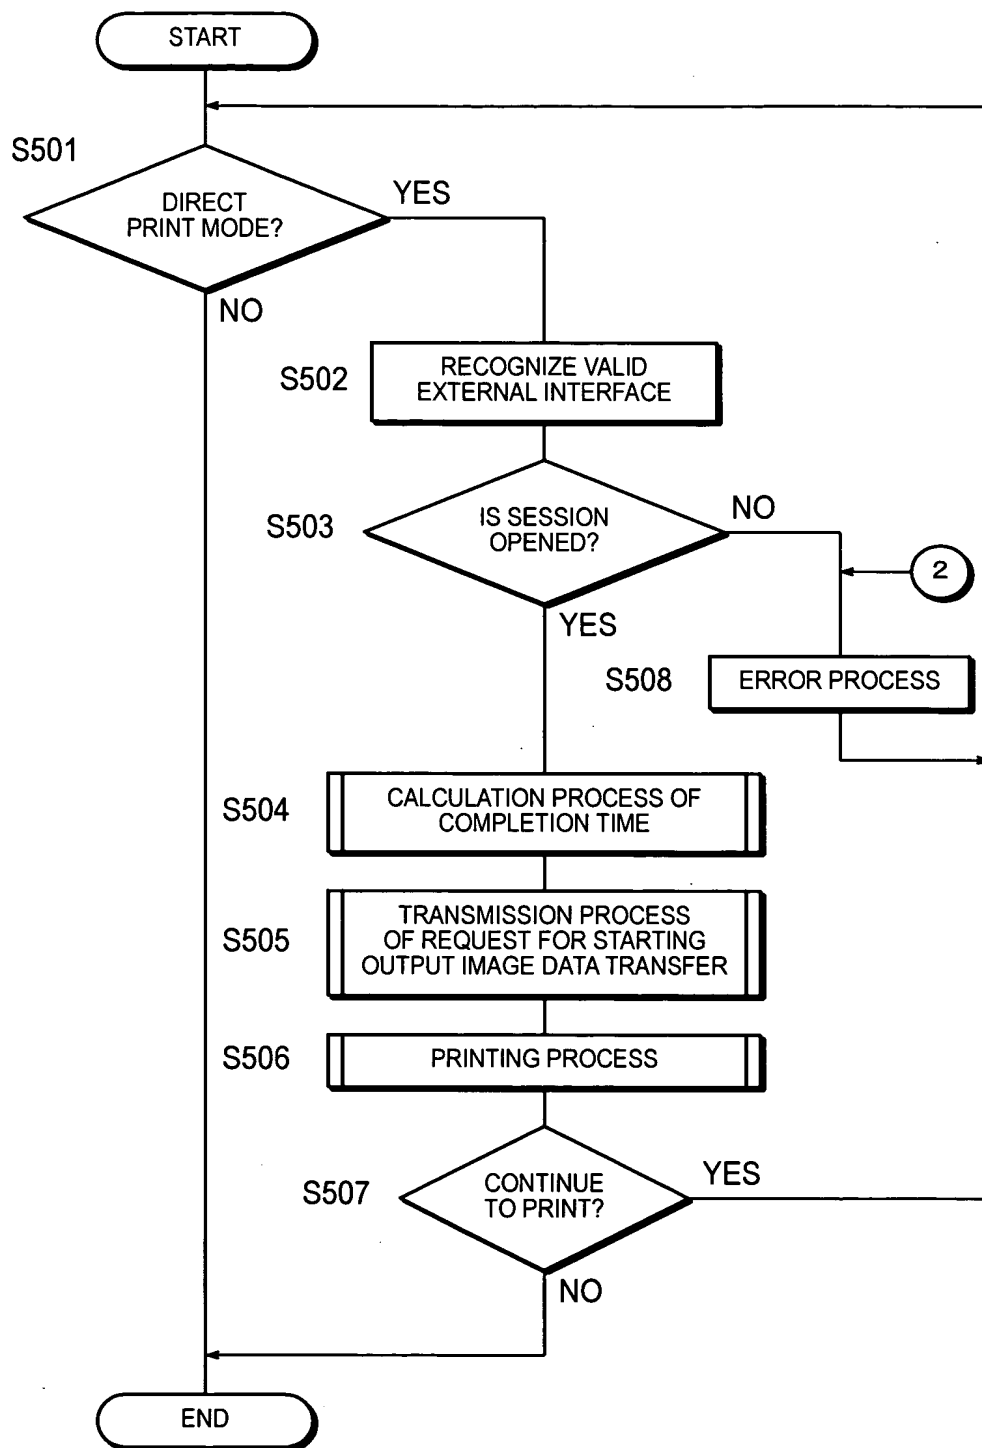 START
S501
DIRECT
PRINT MODE?
YES
NO
S502
RECOGNIZE VALID
EXTERNAL INTERFACE
S503
IS SESSION
OPENED?
NO
2
YES
S508
ERROR PROCESS
S504
CALCULATION PROCESS OF
COMPLETION TIME
S505
TRANSMISSION PROCESS
OF REQUEST FOR STARTING
OUTPUT IMAGE DATA TRANSFER
S506
PRINTING PROCESS
S507
CONTINUE
TO PRINT?
YES
NO
END